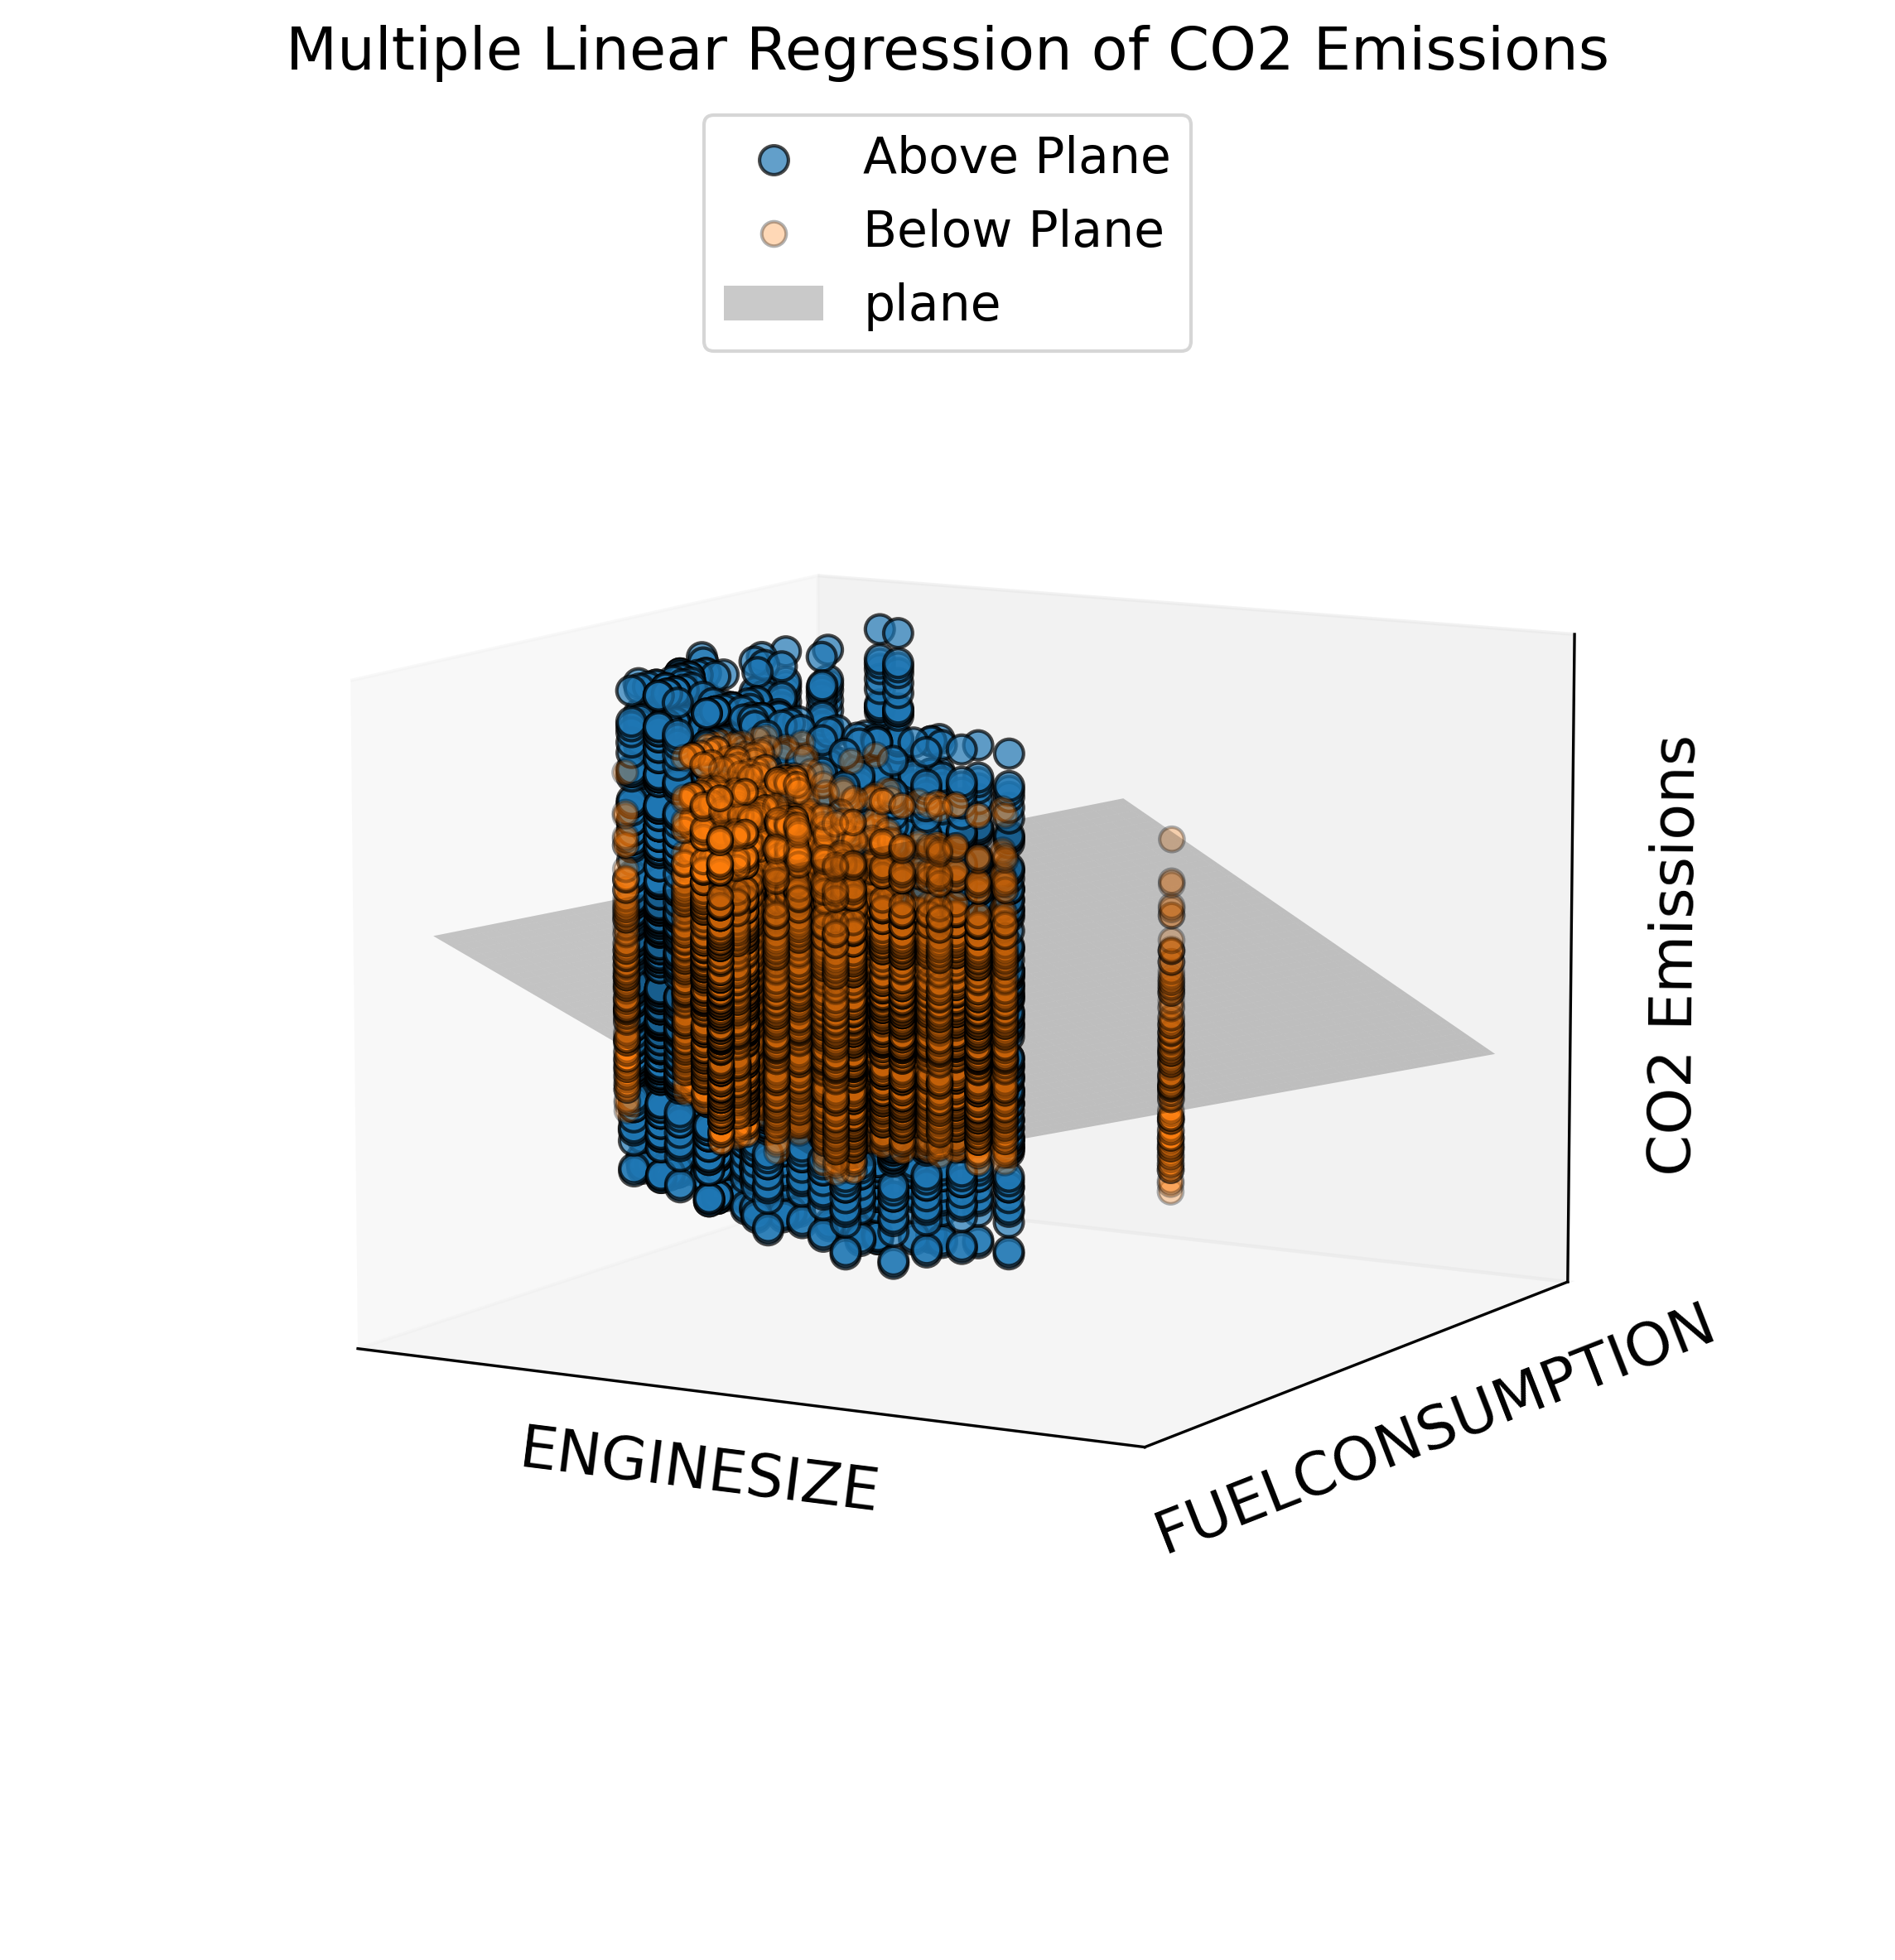 Multiple Linear Regression of CO2 Emissions
Above Plane
Below Plane
plane
CO2 Emissions
FUELCONSUMPTION
ENGINESIZE